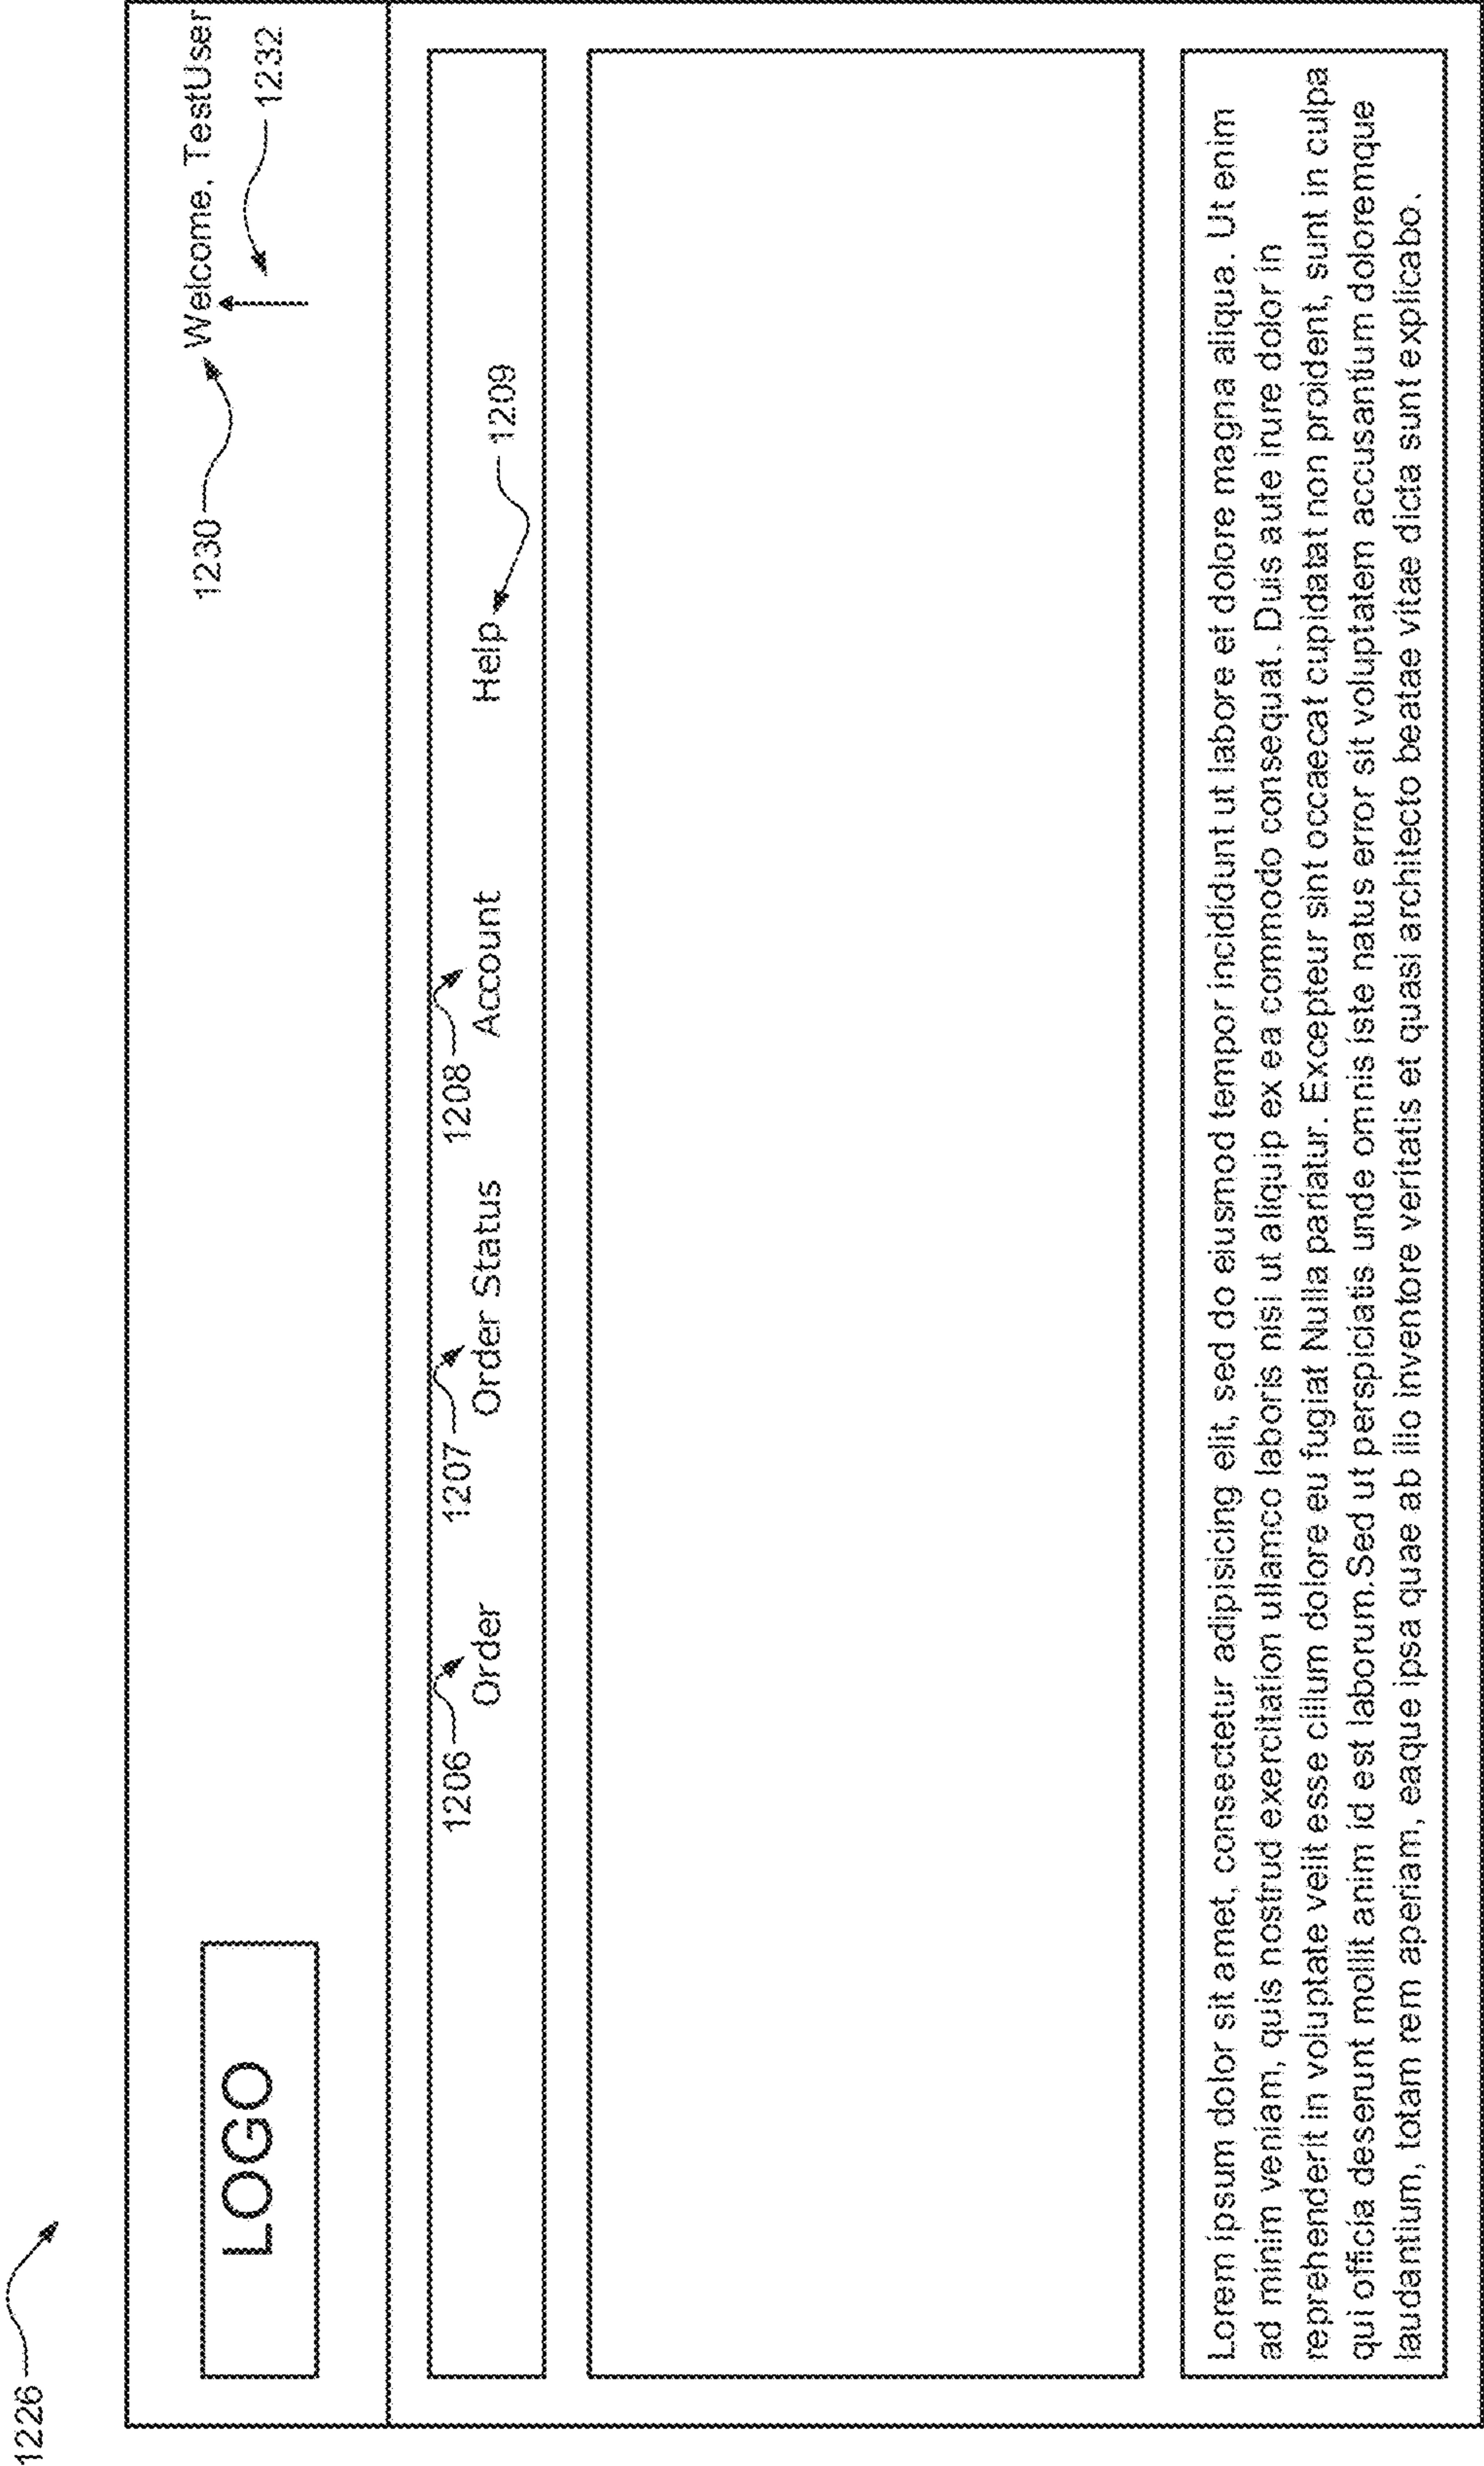 1226
LOGO
1230
Welcome, TestUser
1232
1206
Order
1207
Order Status
1208
Account
Help
1209
Lorem ipsum dolor sit amet, consectetur adipisicing elit, sed do eiusmod tempor incididunt ut labore et dolore magna aliqua. Ut enim
ad minim veniam, quis nostrud exercitation ullamco laboris nisi ut aliquip ex ea commodo consequat. Duis aute irure dolor in
reprehenderit in voluptate velit esse cillum dolore eu fugiat Nulla pariatur. Excepteur sint occaecat cupidatat non proident, sunt in culpa
qui officia deserunt mollit anim id est laborum.Sed ut perspiciatis unde omnis iste natus error sit voluptatem accusantium doloremque
laudantium, totam rem aperiam, eaque ipsa quae ab illo inventore veritatis et quasi architecto beatae vitae dicta sunt explicabo.